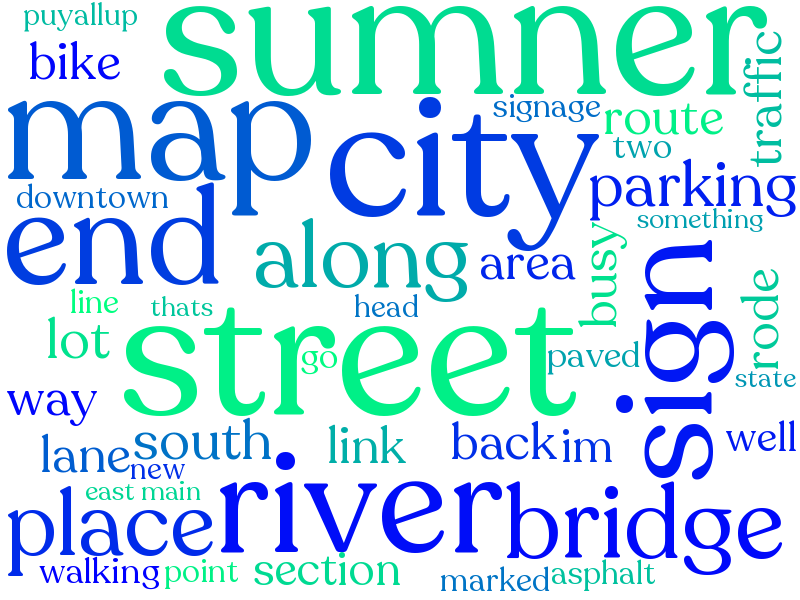 puyallup
sumner
bike
traffic
map
city
signage
route
two
downtown
parking
end
something
along
area
busy
sign
line
thats
head
rode
lot
street
go
paved
state
way
lane
south
link
back
im
well
new
east main
place
river
bridge
walking
point
section
marked
asphalt